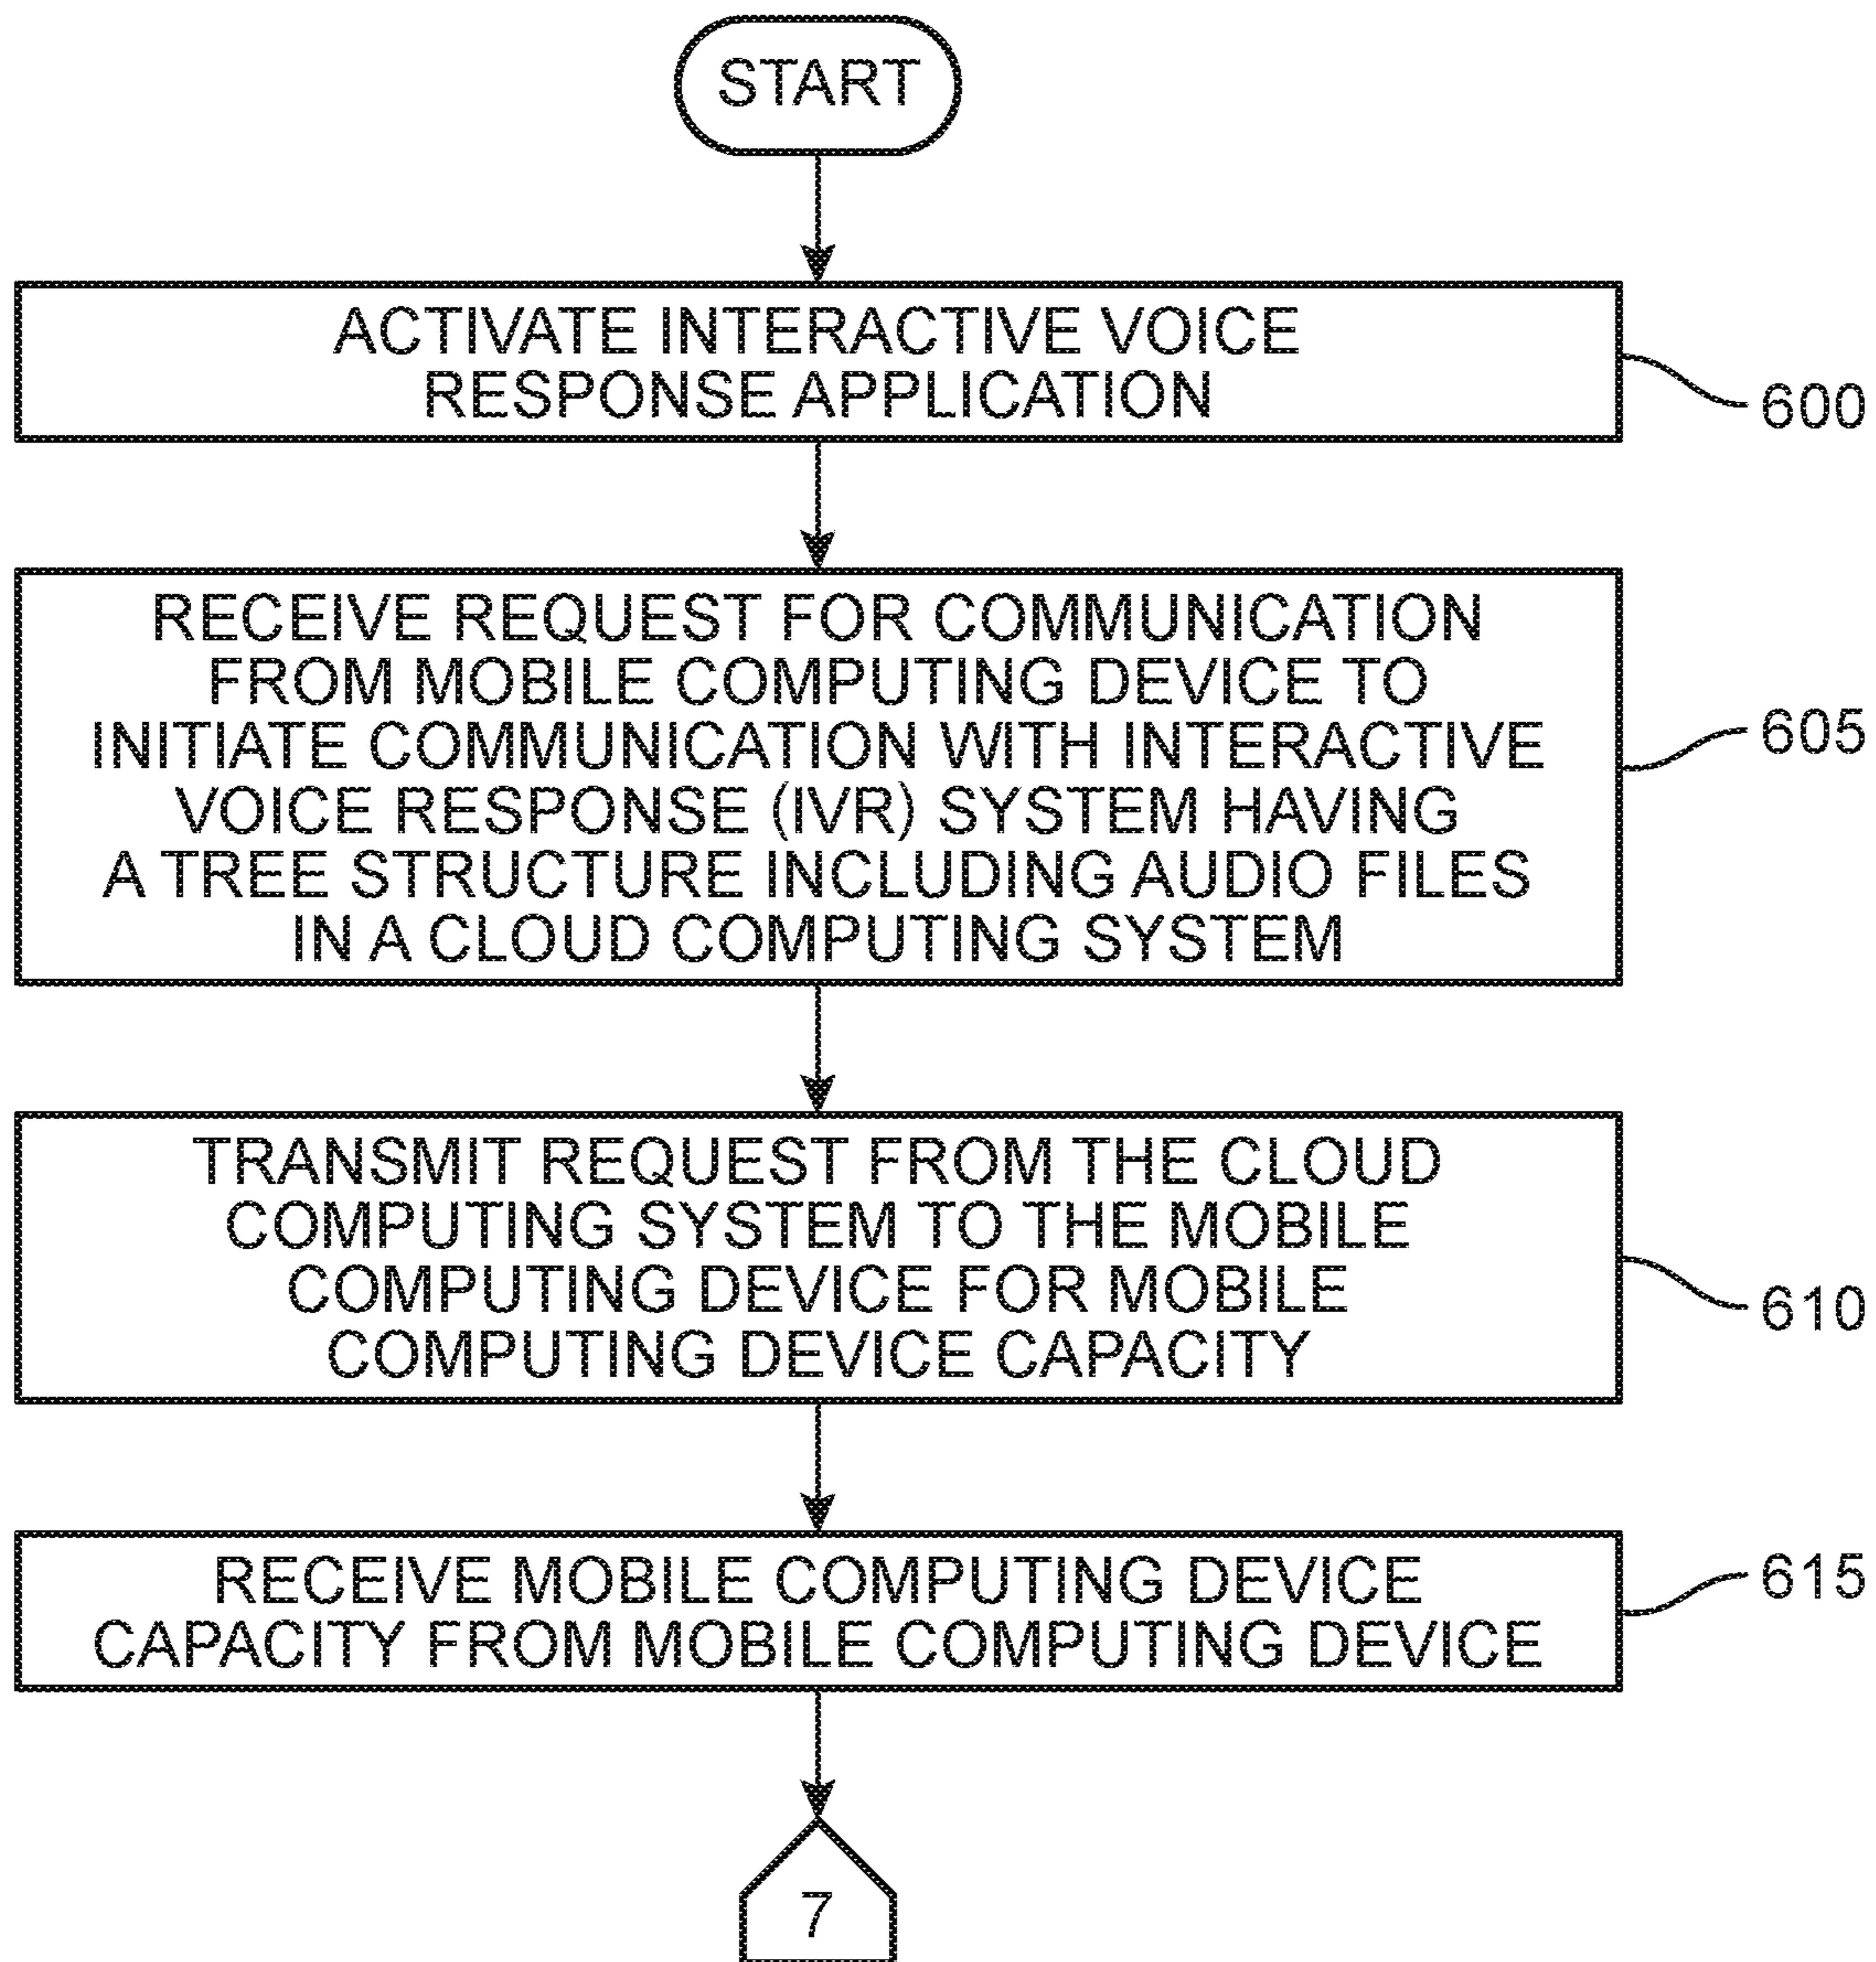 START
ACTIVATE INTERACTIVE VOICE
RESPONSE APPLICATION
600
RECEIVE REQUEST FOR COMMUNICATION
FROM MOBILE COMPUTING DEVICE TO
INITIATE COMMUNICATION WITH INTERACTIVE
VOICE RESPONSE (IVR) SYSTEM HAVING
A TREE STRUCTURE INCLUDING AUDIO FILES
IN A CLOUD COMPUTING SYSTEM
605
TRANSMIT REQUEST FROM THE CLOUD
COMPUTING SYSTEM TO THE MOBILE
COMPUTING DEVICE FOR MOBILE
COMPUTING DEVICE CAPACITY
610
RECEIVE MOBILE COMPUTING DEVICE
CAPACITY FROM MOBILE COMPUTING DEVICE
615
7